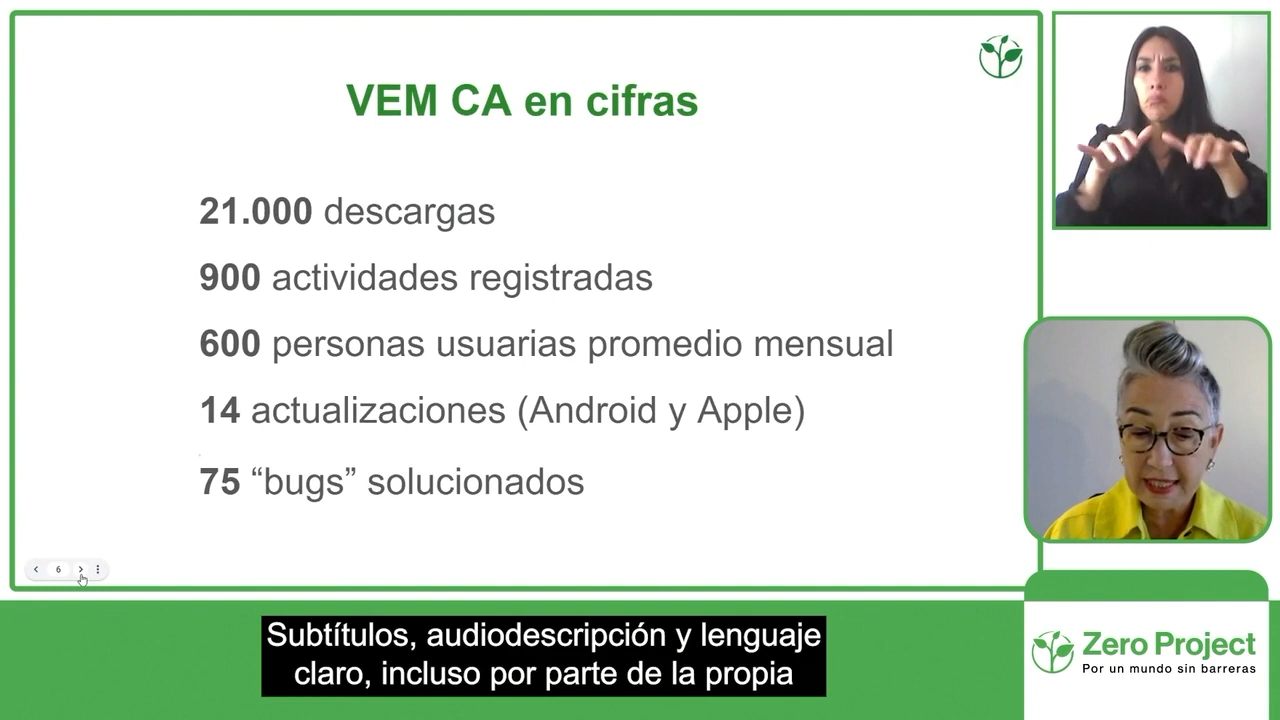 VEM CA en cifras
21.000 descargas
900 actividades registradas
600 personas usuarias promedio mensual
14 actualizaciones (Android y Apple)
75 “bugs” solucionados
6
Subtítulos, audiodescripción y lenguaje
claro, incluso por parte de la propia
Zero Project
Por un mundo sin barreras